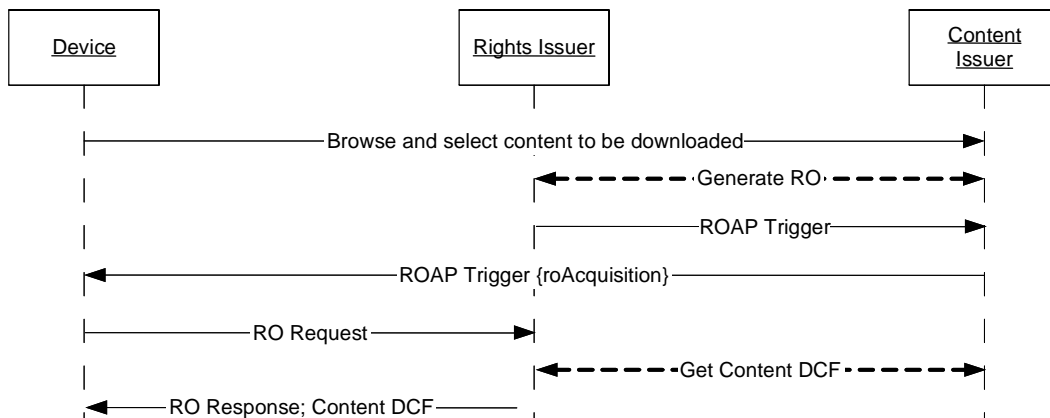 Device
Rights Issuer
Content
Issuer
Browse and select content to be downloaded
Generate RO
ROAP Trigger
ROAP Trigger {roAcquisition}
RO Request
Get Content DCF
RO Response; Content DCF